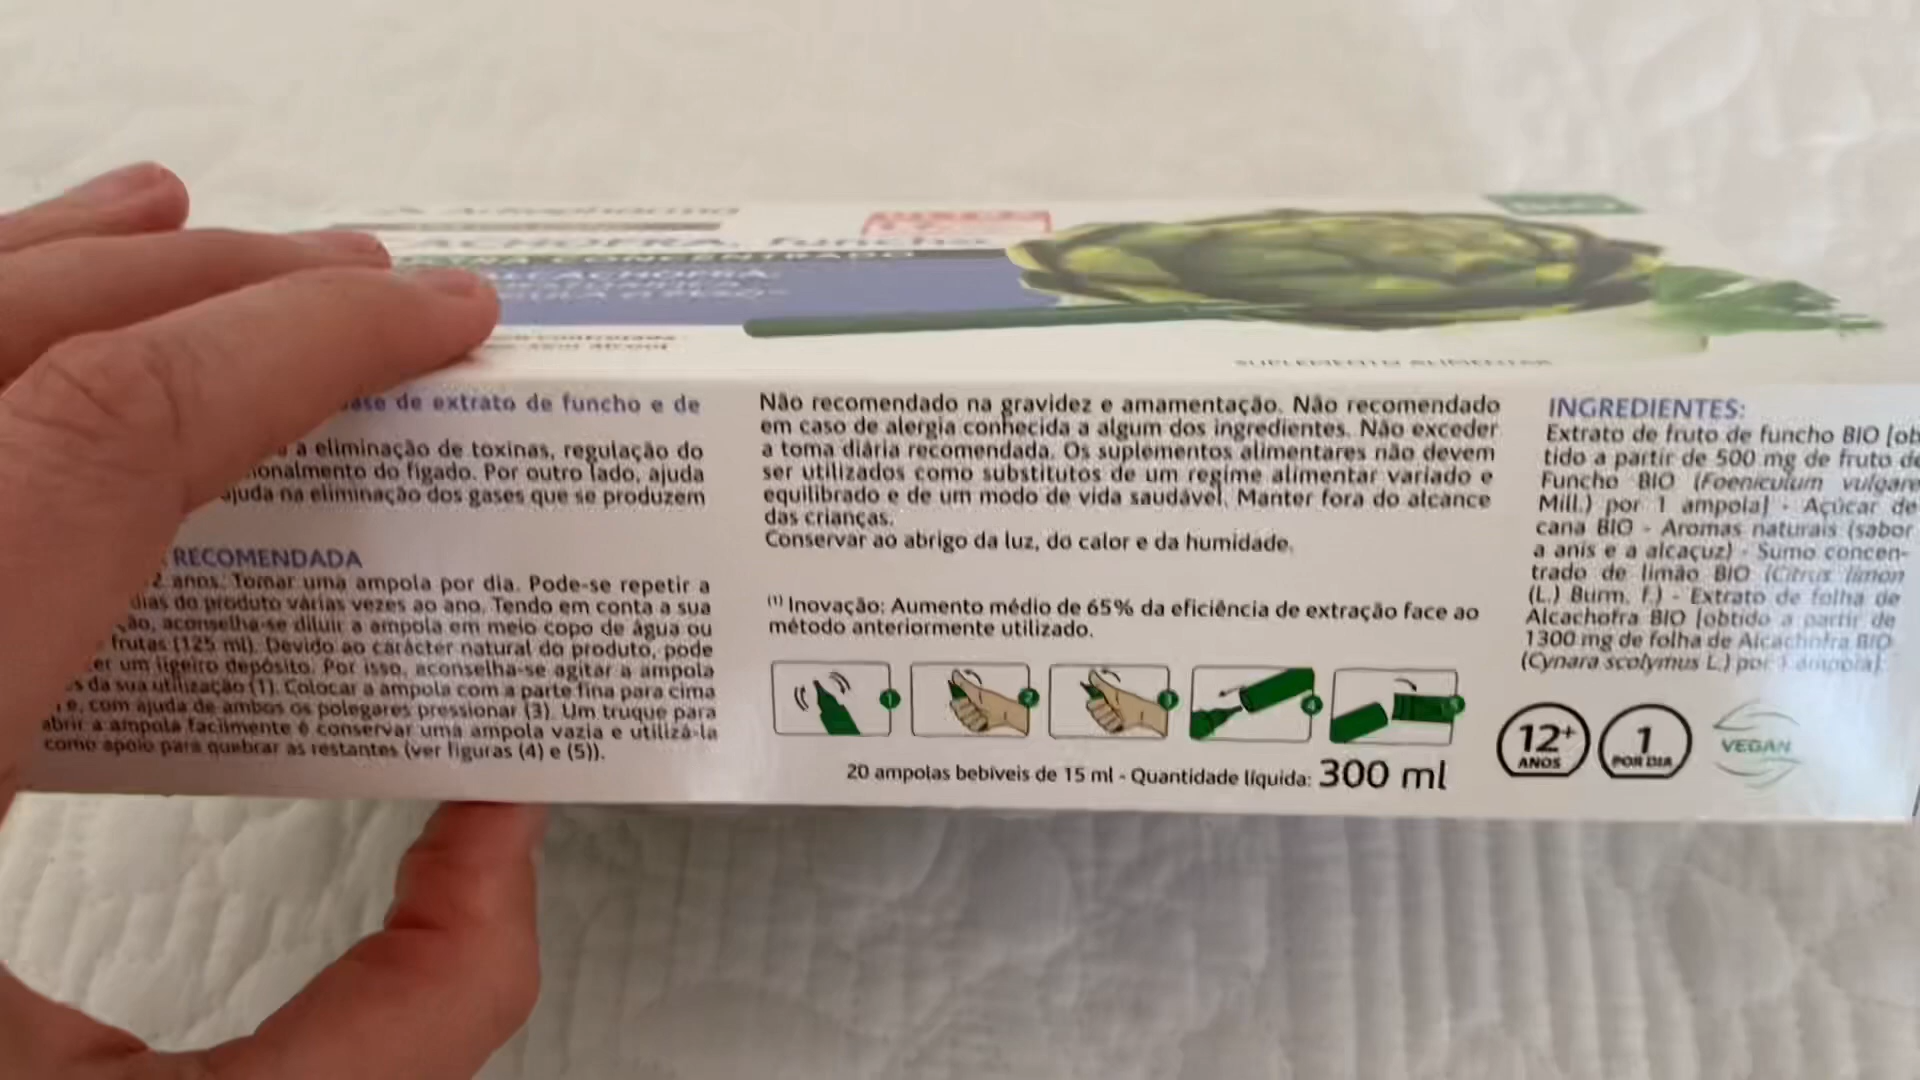 ALCACHOFRA, funcho
CONCENTRADO
ALCACHOFRA
SUPLEMENTO ALIMENTAR
base de extrato de funcho e de
a eliminação de toxinas, regulação do
do fígado. Por outro lado, ajuda
ajuda na eliminação dos gases que se produzem
RECOMENDADA
2 anos. Tomar uma ampola por dia. Pode-se repetir a
dias do produto várias vezes ao ano. Tendo em conta a sua
aconselha-se diluir a ampola em meio copo de água ou
frutas (125 ml). Devido ao carácter natural do produto, pode
er um ligeiro depósito. Por isso, aconselha-se agitar a ampola
s da sua utilização (1). Colocar a ampola com a parte fina para cima
e, com ajuda de ambos os polegares pressionar (3). Um truque para
abrir a ampola facilmente é conservar uma ampola vazia e utilizá-la
como apoio para quebrar as restantes (ver figuras (4) e (5)).
Não recomendado na gravidez e amamentação. Não recomendado
em caso de alergia conhecida a algum dos ingredientes. Não exceder
a toma diária recomendada. Os suplementos alimentares não devem
ser utilizados como substitutos de um regime alimentar variado e
equilibrado e de um modo de vida saudável. Manter fora do alcance
das crianças.
Conservar ao abrigo da luz, do calor e da humidade.
(1) Inovação: Aumento médio de 65% da eficiência de extração face ao
método anteriormente utilizado.
1 2 3 4 5
20 ampolas bebíveis de 15 ml - Quantidade líquida: 300 ml
INGREDIENTES:
Extrato de fruto de funcho BIO [ob
tido a partir de 500 mg de fruto de
Funcho BIO (Foeniculum vulgare
Mill.) por 1 ampola] - Açúcar de
cana BIO - Aromas naturais (sabor
a anis e a alcaçuz) - Sumo concen-
trado de limão BIO (Citrus limon
(L.) Burm. f.) - Extrato de folha de
Alcachofra BIO [obtido a partir de
1300 mg de folha de Alcachofra BIO
(Cynara scolymus L.) por 1 ampola].
12+
ANOS
1
POR DIA
VEGAN